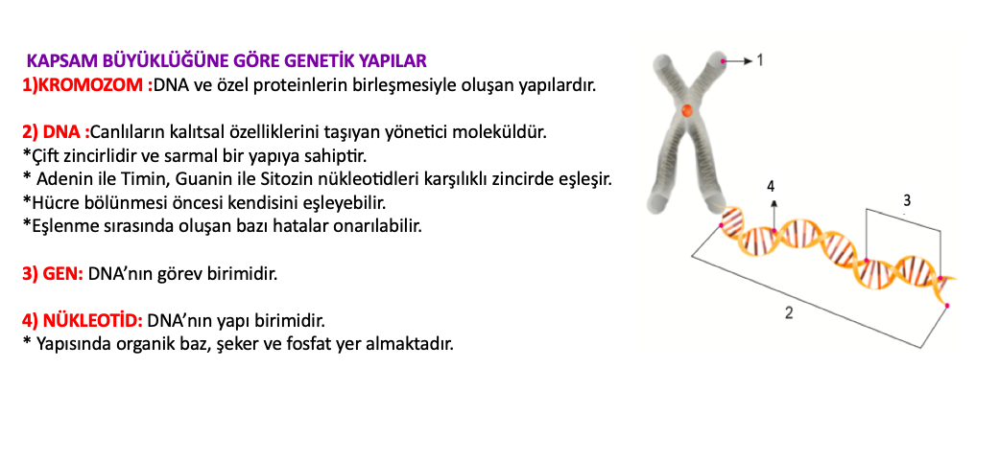 KAPSAM BÜYÜKLÜĞÜNE GÖRE GENETİK YAPILAR
1)KROMOZOM :DNA ve özel proteinlerin birleşmesiyle oluşan yapılardır.
2) DNA :Canlıların kalıtsal özelliklerini taşıyan yönetici moleküldür.
*Çift zincirlidir ve sarmal bir yapıya sahiptir.
* Adenin ile Timin, Guanin ile Sitozin nükleotidleri karşılıklı zincirde eşleşir.
*Hücre bölünmesi öncesi kendisini eşleyebilir.
*Eşlenme sırasında oluşan bazı hatalar onarılabilir.
3) GEN: DNA’nın görev birimidir.
4) NÜKLEOTİD: DNA’nın yapı birimidir.
* Yapısında organik baz, şeker ve fosfat yer almaktadır.
1
4
3
2